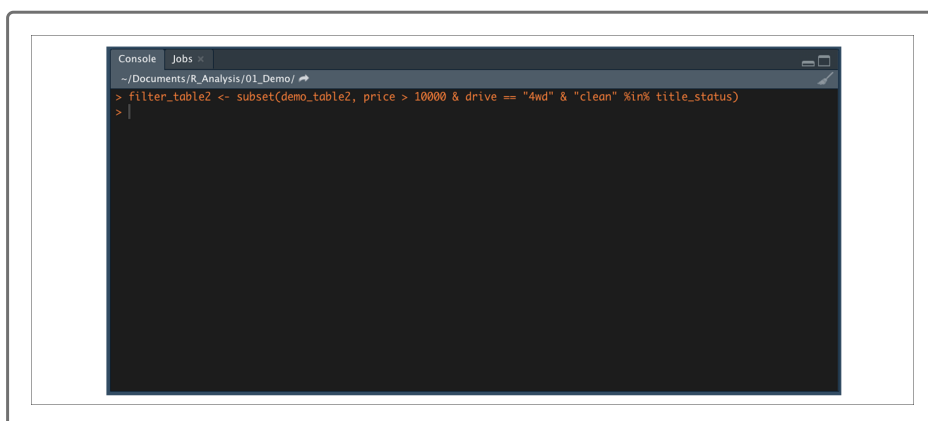 Console Jobs ×
~/Documents/R_Analysis/01_Demo/
> filter_table2 <- subset(demo_table2, price > 10000 & drive == "4wd" & "clean" %in% title_status)
>